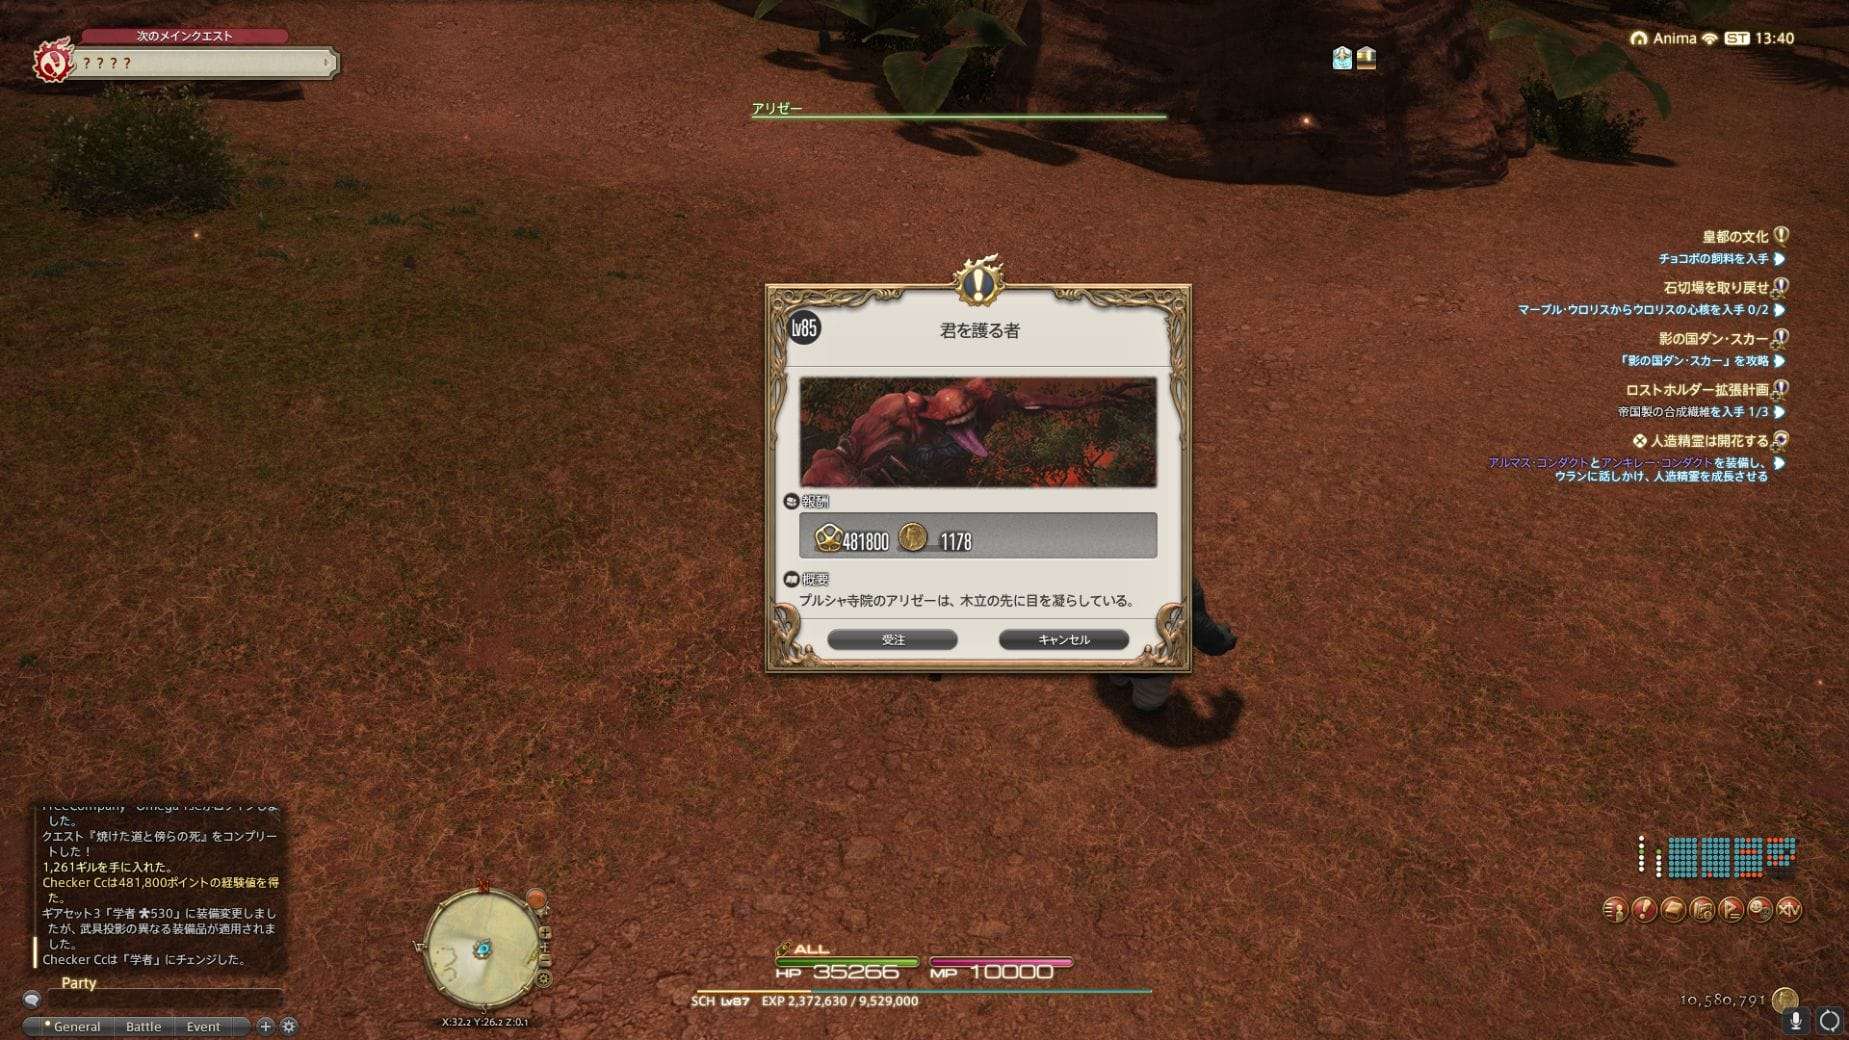 次のメインクエスト
????
Anima ST 13:40
アリゼー
皇都の文化
チョコボの飼料を入手
石切場を取り戻せ
マーブル・ウロリスからウロリスの心核を入手 0/2
影の国ダン・スカー
「影の国ダン・スカー」を攻略
ロストホルダー拡張計画
帝国製の合成繊維を入手 1/3
人造精霊は開花する
アルマス・コンダクトとアンキレー・コンダクトを装備し、
ウランに話しかけ、人造精霊を成長させる
Lv85
君を護る者
報酬
481800 1178
概要
プルシャ寺院のアリゼーは、木立の先に目を凝らしている。
受注 キャンセル
した。
クエスト『焼けた道と傍らの死』をコンプリー
トした！
1,261ギルを手に入れた。
Checker Ccは481,800ポイントの経験値を得
た。
ギアセット3「学者 ★530」に装備変更しまし
たが、武具投影の異なる装備品が適用されま
した。
Checker Ccは「学者」にチェンジした。
Party
General Battle Event
X:32.2 Y:26.2 Z:0.1
ALL
HP 35266 MP 10000
SCH Lv87 EXP 2,372,630 / 9,529,000
XIV
10,580,791